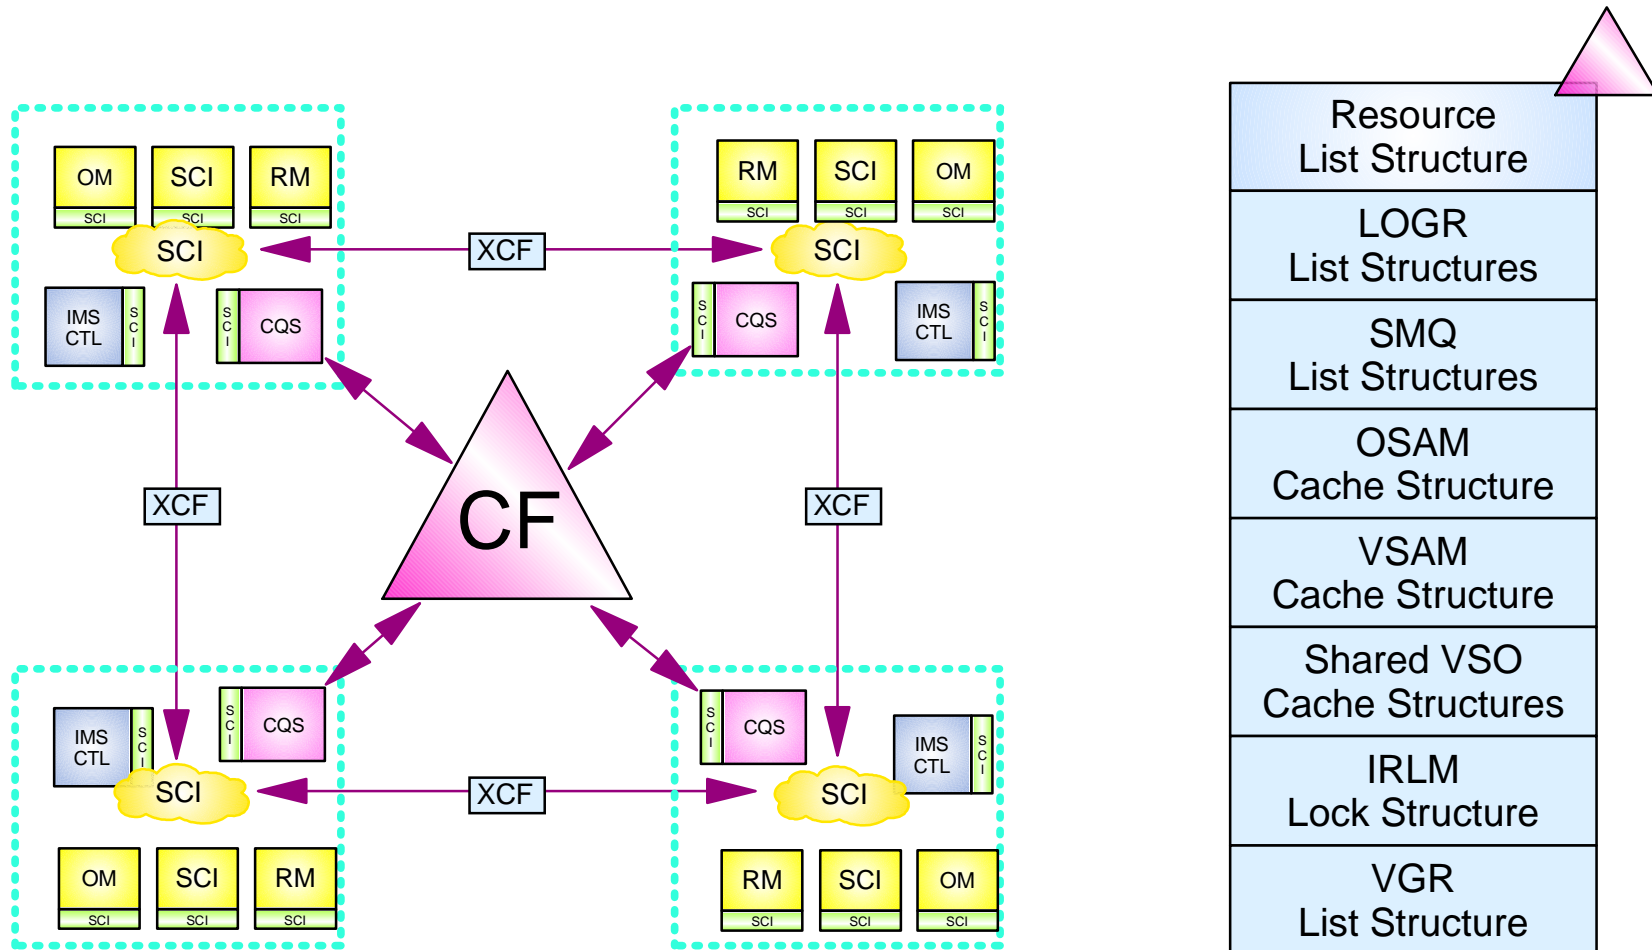 OM
SCI
SCI
SCI
RM
SCI
SCI
IMS
CTL
S
C
I
S
C
I
CQS
XCF
RM
SCI
SCI
SCI
OM
SCI
SCI
S
C
I
CQS
IMS
CTL
S
C
I
XCF
CF
XCF
IMS
CTL
S
C
I
S
C
I
CQS
SCI
OM
SCI
SCI
SCI
RM
SCI
XCF
S
C
I
CQS
IMS
CTL
S
C
I
SCI
RM
SCI
SCI
SCI
OM
SCI
Resource
List Structure
LOGR
List Structures
SMQ
List Structures
OSAM
Cache Structure
VSAM
Cache Structure
Shared VSO
Cache Structures
IRLM
Lock Structure
VGR
List Structure